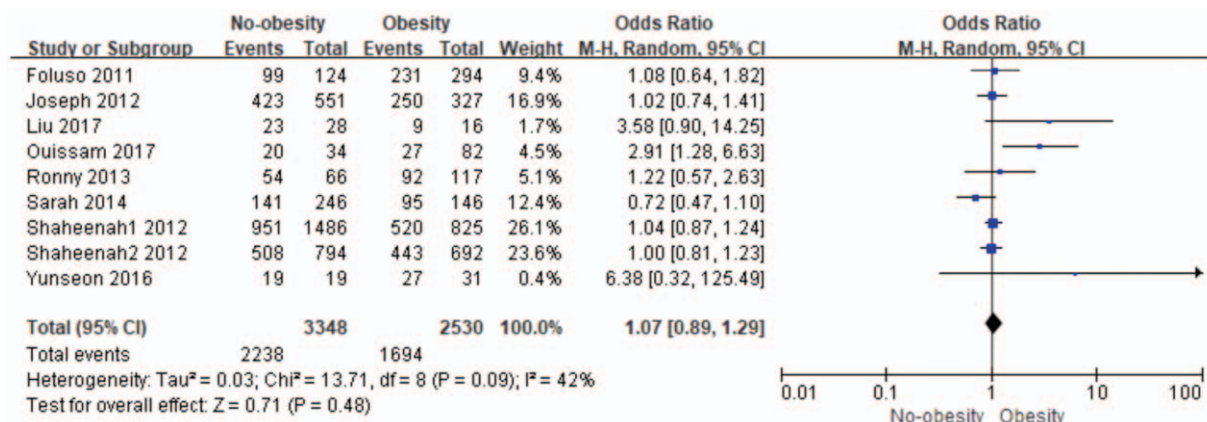 No-obesity Obesity Odds Ratio Odds Ratio
Study or Subgroup Events Total Events Total Weight M-H, Random, 95% CI M-H, Random, 95% CI
Foluso 2011 99 124 231 294 9.4% 1.08 [0.64, 1.82]
Joseph 2012 423 551 250 327 16.9% 1.02 [0.74, 1.41]
Liu 2017 23 28 9 16 1.7% 3.58 [0.90, 14.25]
Ouissam 2017 20 34 27 82 4.5% 2.91 [1.28, 6.63]
Ronny 2013 54 66 92 117 5.1% 1.22 [0.57, 2.63]
Sarah 2014 141 246 95 146 12.4% 0.72 [0.47, 1.10]
Shaheenah1 2012 951 1486 520 825 26.1% 1.04 [0.87, 1.24]
Shaheenah2 2012 508 794 443 692 23.6% 1.00 [0.81, 1.23]
Yunseon 2016 19 19 27 31 0.4% 6.38 [0.32, 125.49]
Total (95% CI) 3348 2530 100.0% 1.07 [0.89, 1.29]
Total events 2238 1694
Heterogeneity: Tau² = 0.03; Chi² = 13.71, df = 8 (P = 0.09); I² = 42%
Test for overall effect: Z = 0.71 (P = 0.48)
0.01 0.1 1 10 100
No-obesity Obesity